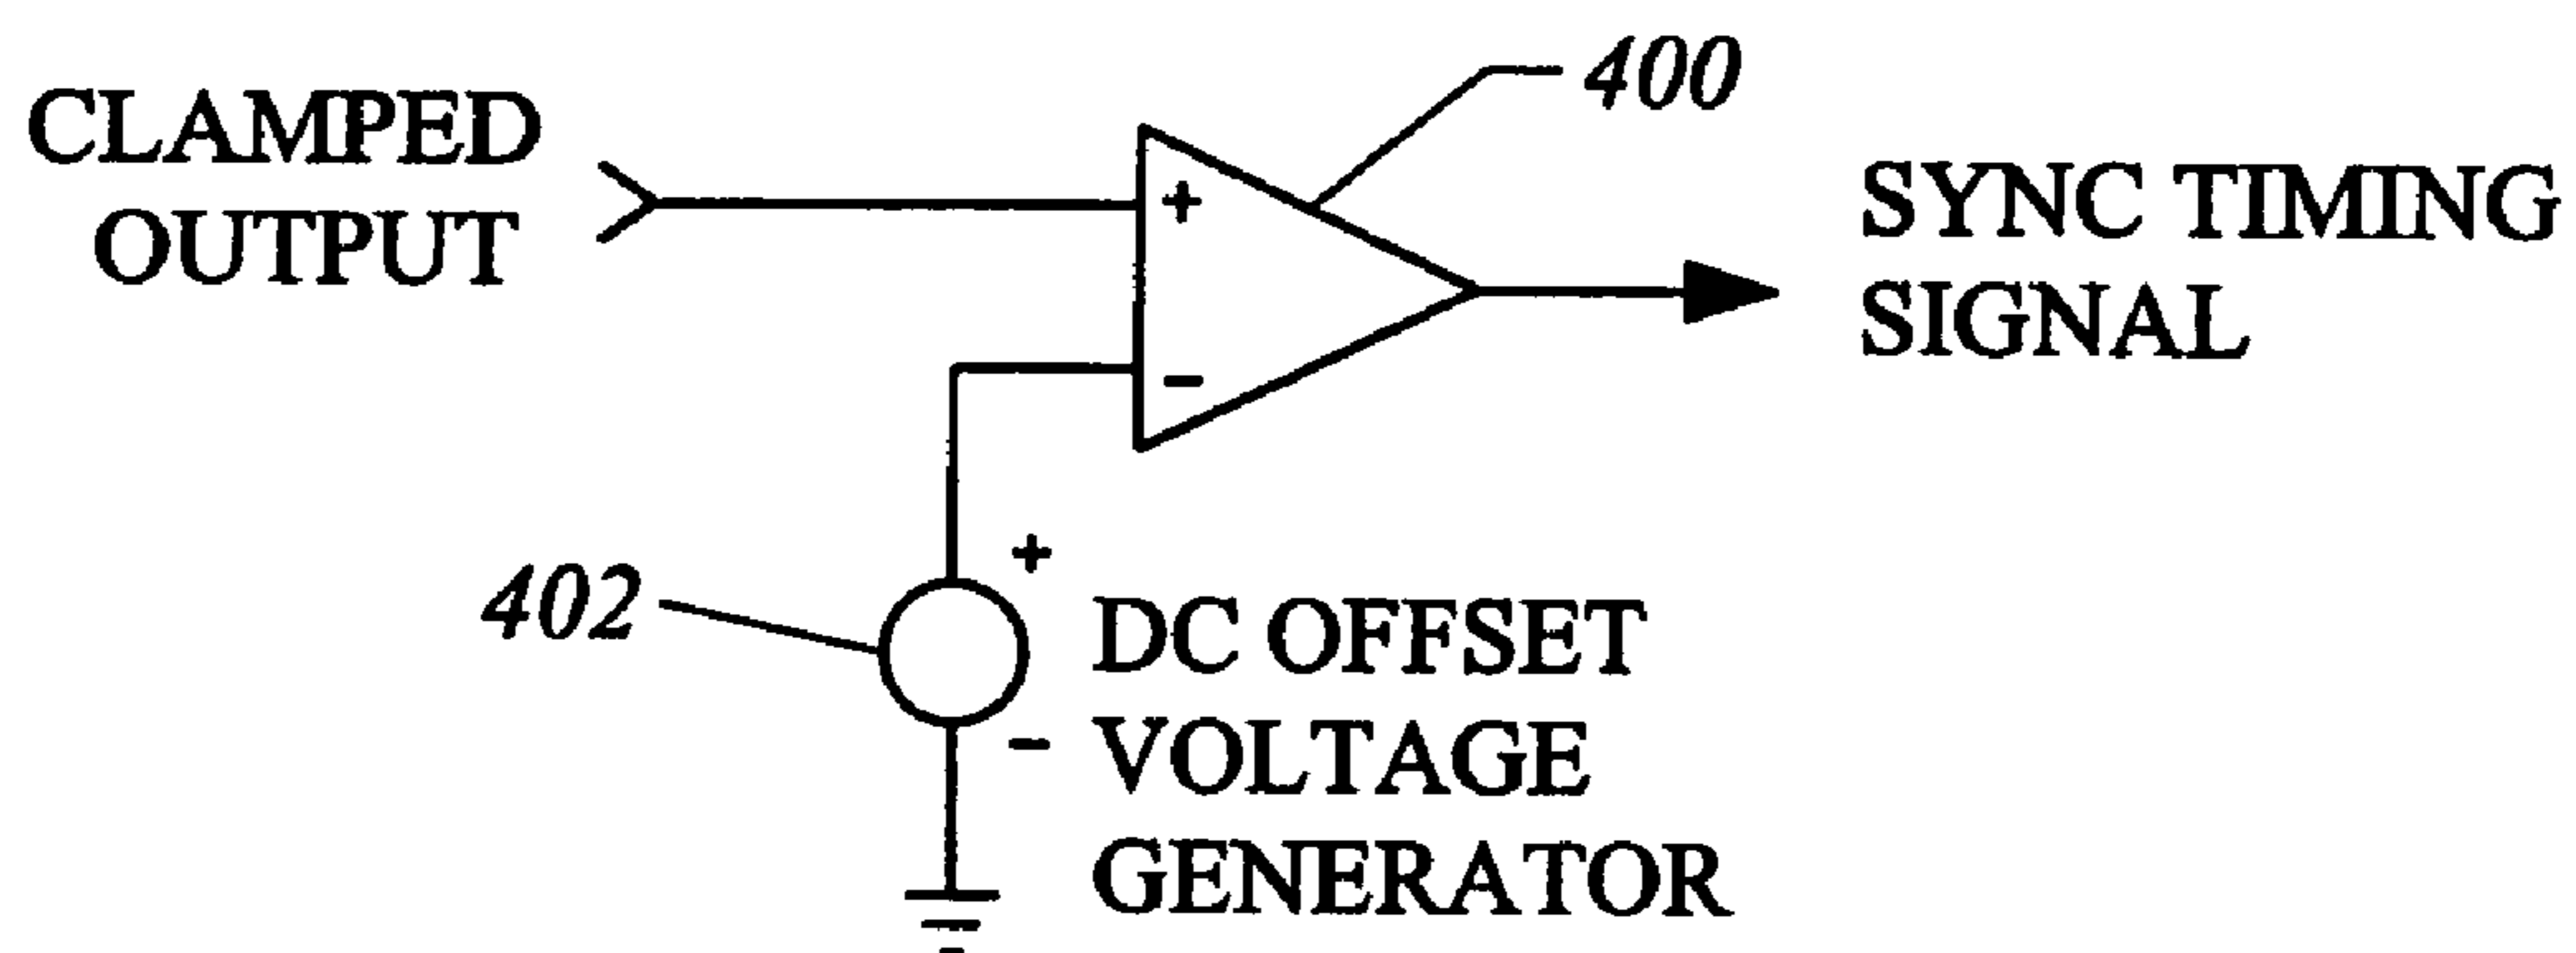 400
CLAMPED
OUTPUT
+
SYNC TIMING
SIGNAL
-
+
402
DC OFFSET
VOLTAGE
-
GENERATOR